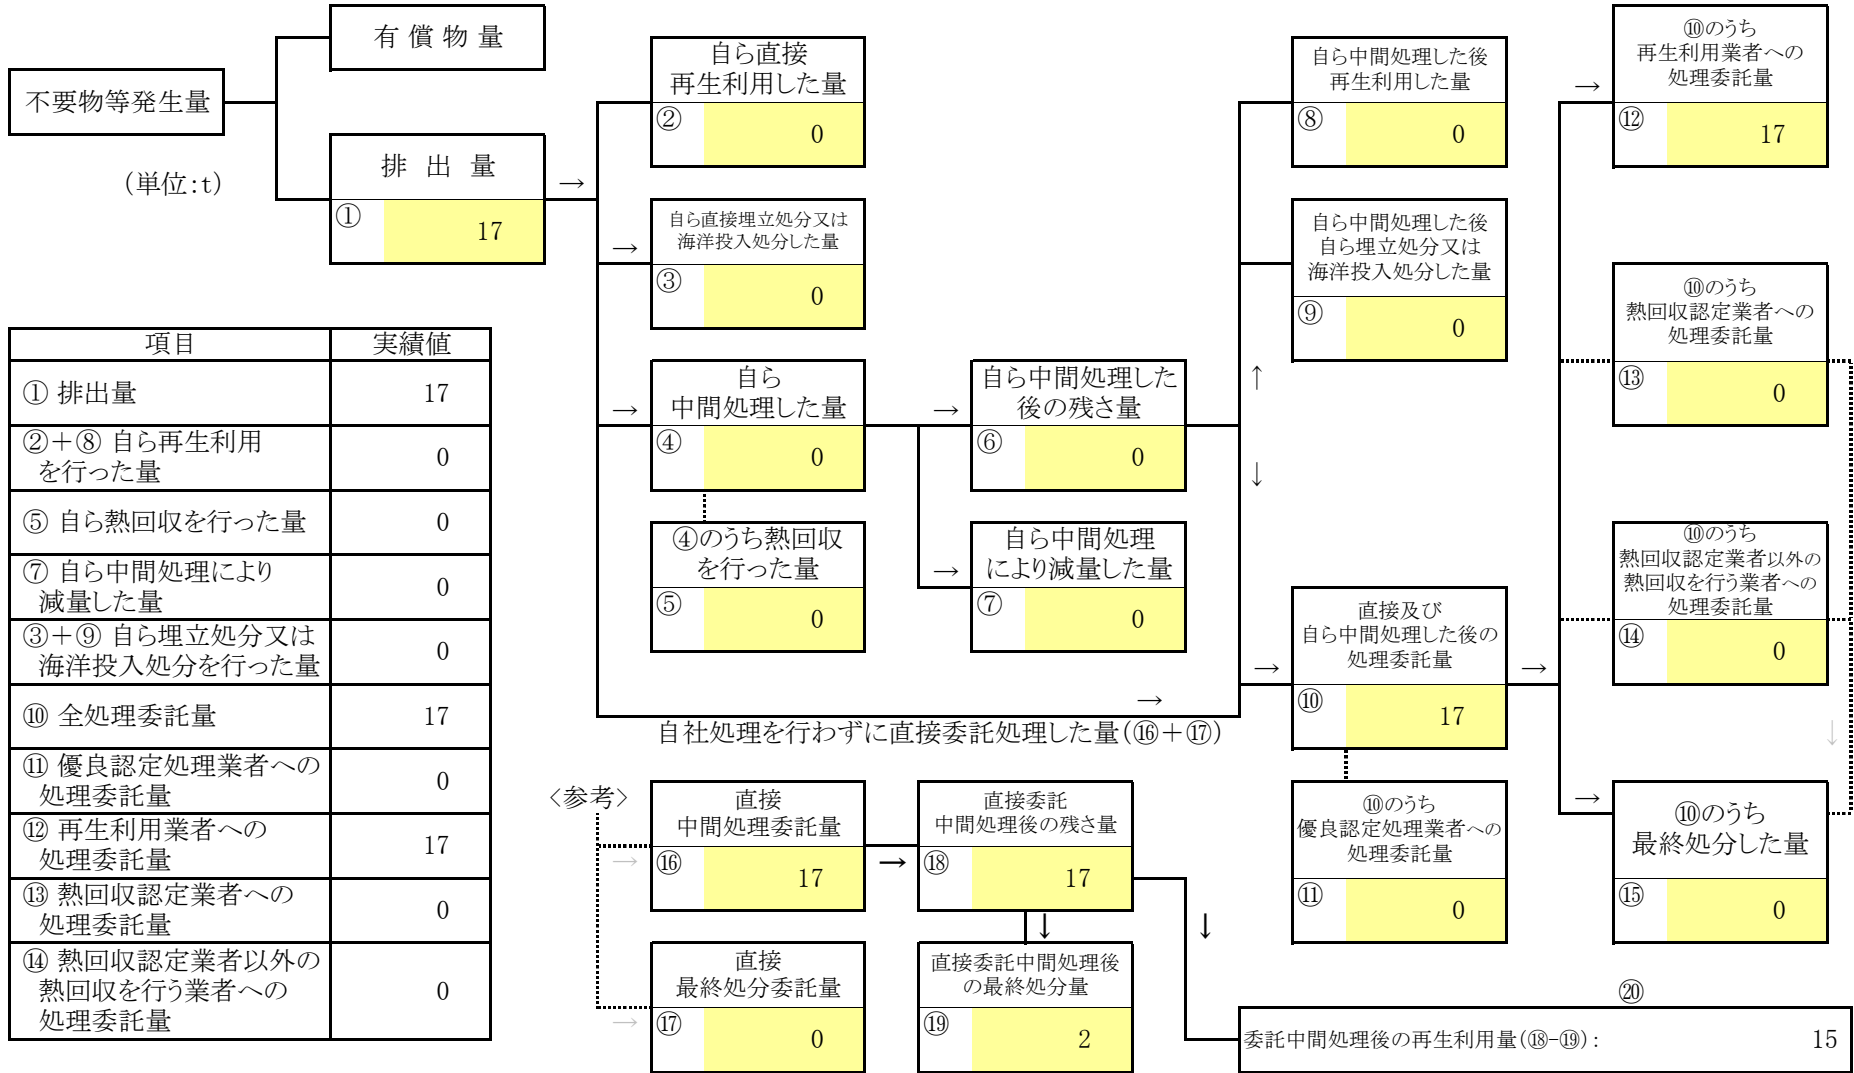 有 償 物 量
不要物等発生量
(単位:t)
排 出 量
→
① 17
自ら直接
再生利用した量
② 0
自ら直接埋立処分又は
海洋投入処分した量
→
③ 0
自ら
中間処理した量
→
④ 0
④のうち熱回収
を行った量
⑤ 0
自ら中間処理した
後の残さ量
→
⑥ 0
自ら中間処理
により減量した量
→
⑦ 0
自ら中間処理した後
再生利用した量
⑧ 0
自ら中間処理した後
自ら埋立処分又は
海洋投入処分した量
⑨ 0
↑
↓
直接及び
自ら中間処理した後の
処理委託量
→
→
⑩ 17
→
自社処理を行わずに直接委託処理した量(⑯+⑰)
⑩のうち
優良認定処理業者への
処理委託量
⑪ 0
⑩のうち
再生利用業者への
処理委託量
→
⑫ 17
⑩のうち
熱回収認定業者への
処理委託量
⑬ 0
⑩のうち
熱回収認定業者以外の
熱回収を行う業者への
処理委託量
⑭ 0
↓
→
⑩のうち
最終処分した量
⑮ 0
項目 実績値
① 排出量 17
②+⑧ 自ら再生利用
を行った量 0
⑤ 自ら熱回収を行った量 0
⑦ 自ら中間処理により
減量した量 0
③+⑨ 自ら埋立処分又は
海洋投入処分を行った量 0
⑩ 全処理委託量 17
⑪ 優良認定処理業者への
処理委託量 0
⑫ 再生利用業者への
処理委託量 17
⑬ 熱回収認定業者への
処理委託量 0
⑭ 熱回収認定業者以外の
熱回収を行う業者への
処理委託量 0
<参考>
直接
中間処理委託量
→
⑯ 17
直接
最終処分委託量
→
⑰ 0
直接委託
中間処理後の残さ量
→
⑱ 17
↓
↓
直接委託中間処理後
の最終処分量
⑲ 2
⑳
委託中間処理後の再生利用量(⑱-⑲): 15